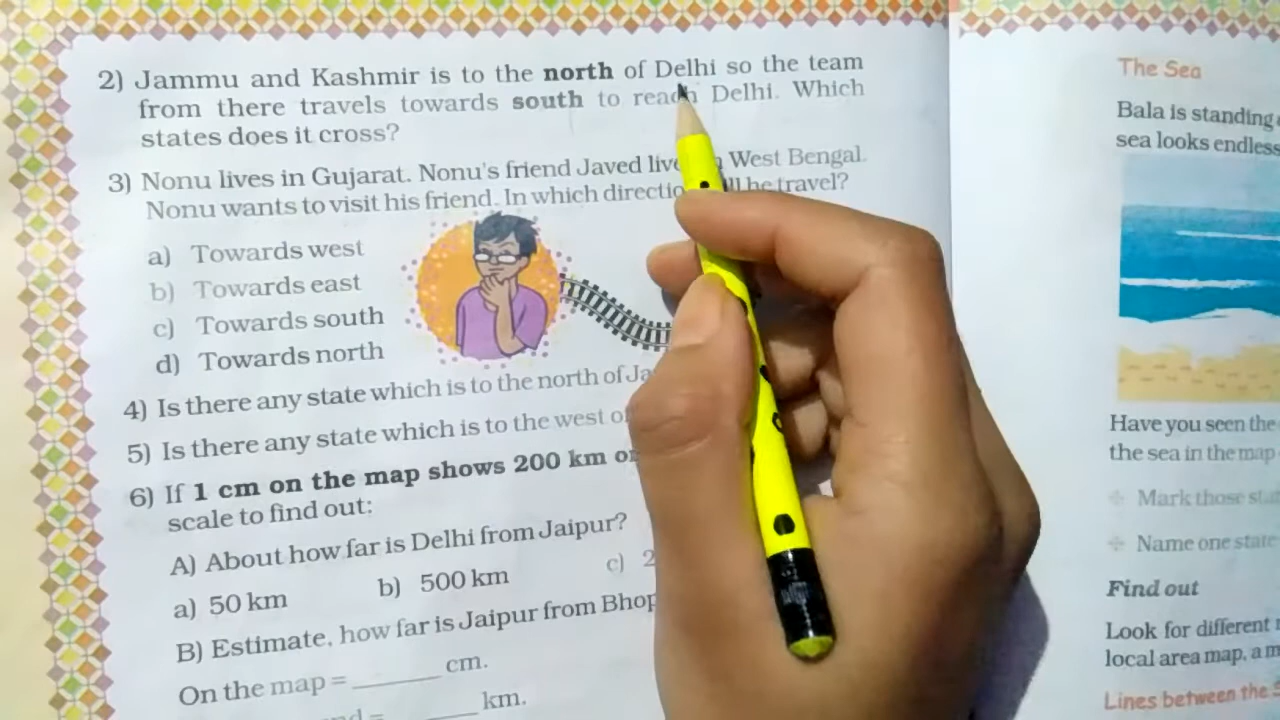 2) Jammu and Kashmir is to the north of Delhi so the team
from there travels towards south to reach Delhi. Which
states does it cross?
3) Nonu lives in Gujarat. Nonu's friend Javed West Bengal.
Nonu wants to visit his friend. In which he travel?
a) Towards west
b) Towards east
c) Towards south
d) Towards north
4) Is there any state which is to the north of
5) Is there any state which is to the west
6) If 1 cm on the map shows 200 km
scale to find out:
A) About how far is Delhi from Jaipur?
a) 50 km b) 500 km c) 2
B) Estimate, how far is Jaipur from
On the map = ______ cm.
= ______ km.
The Sea
Bala is standing
sea looks endless
Have you seen the
the sea in the map
Mark those
Name one state
Find out
Look for different
local area map, a
Lines between the